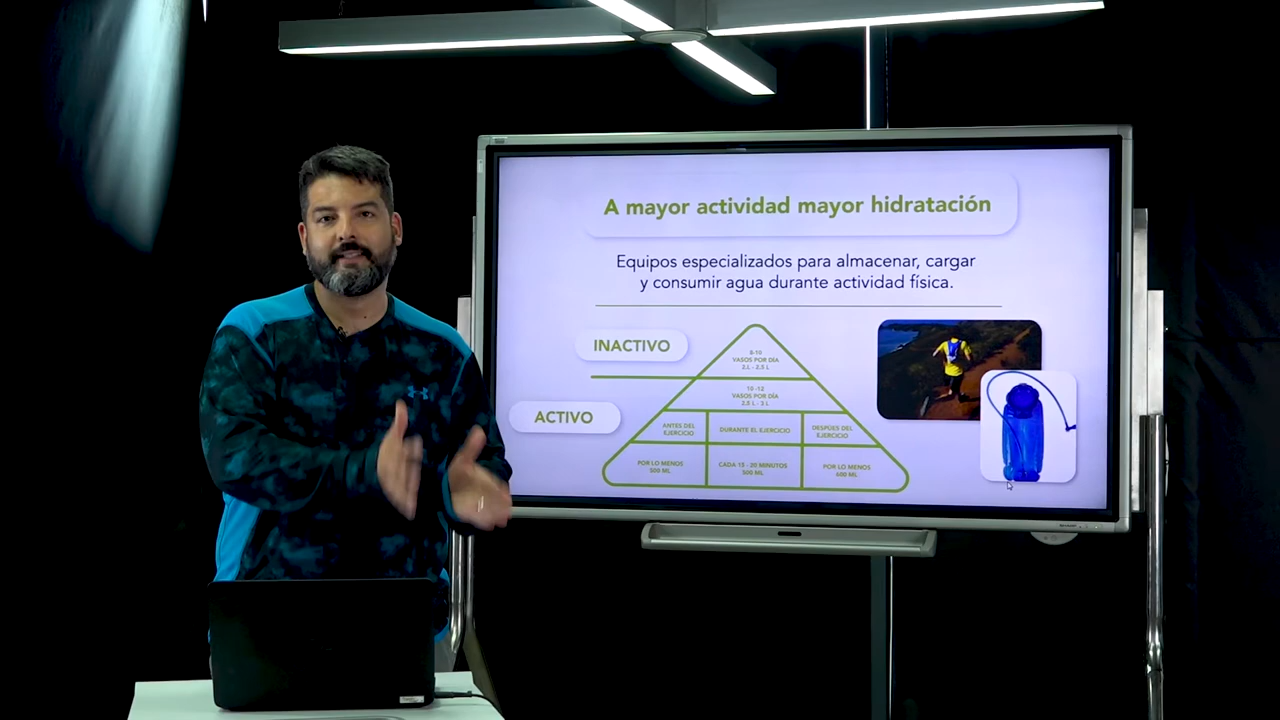 A mayor actividad mayor hidratación
Equipos especializados para almacenar, cargar
y consumir agua durante actividad física.
INACTIVO
8-10
VASOS POR DÍA
2 L - 2.5 L
10 -12
VASOS POR DÍA
2.5 L - 3 L
ACTIVO
ANTES DEL
EJERCICIO
DURANTE EL EJERCICIO
DESPUÉS DEL
EJERCICIO
POR LO MENOS
500 ML
CADA 15 - 20 MINUTOS
500 ML
POR LO MENOS
600 ML
SHARP